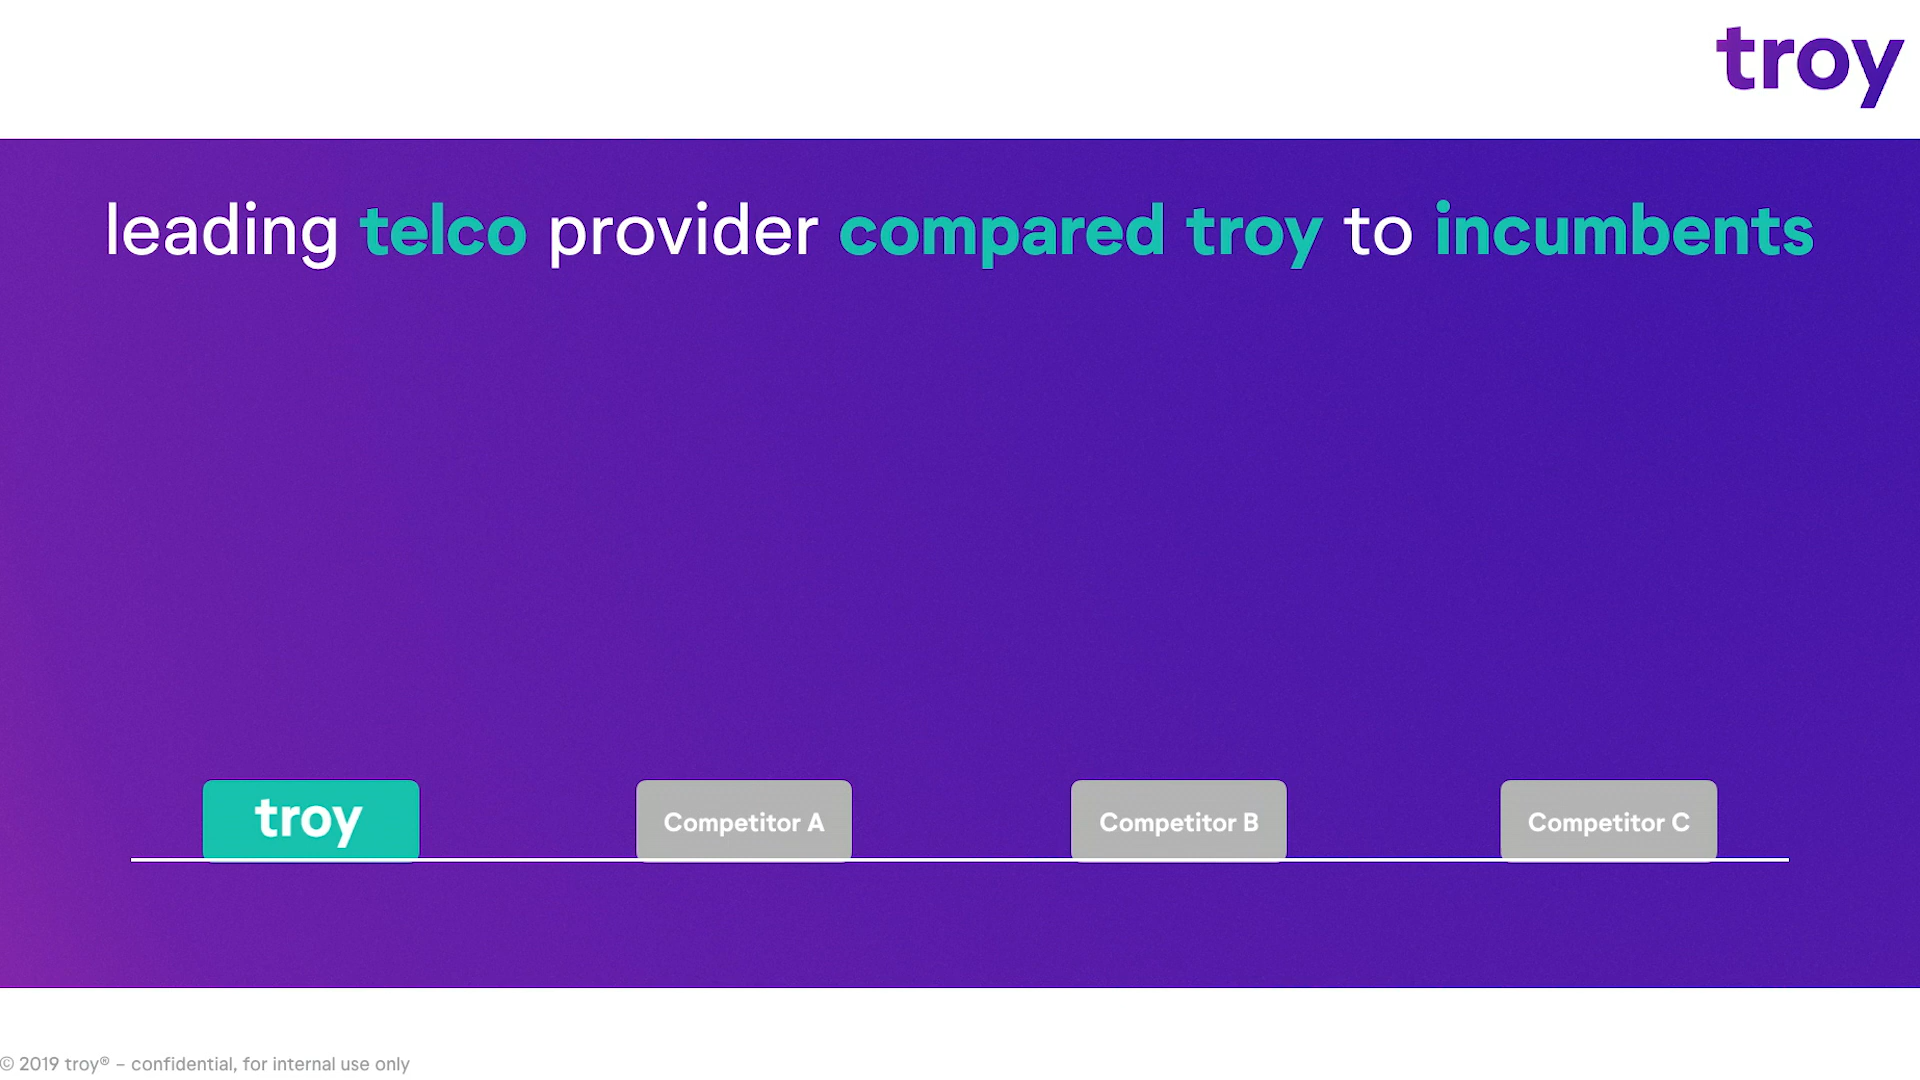 troy
leading telco provider compared troy to incumbents
troy
Competitor A
Competitor B
Competitor C
© 2019 troy® – confidential, for internal use only